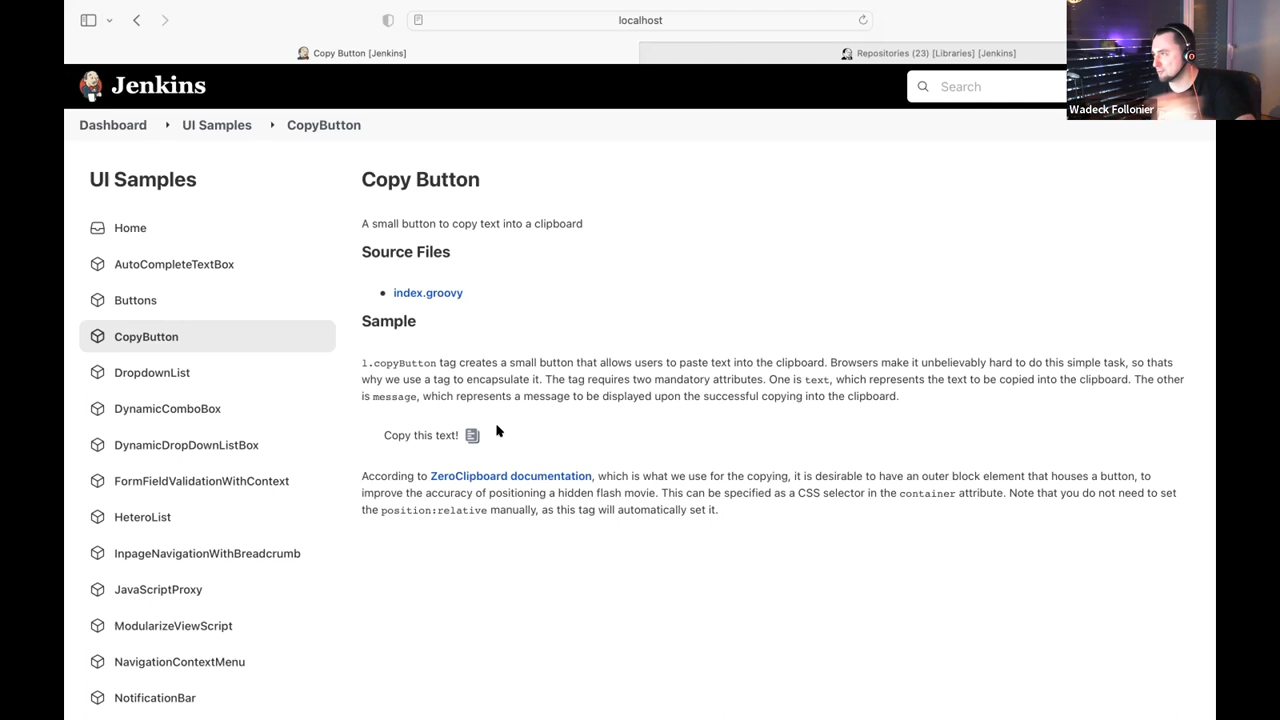 localhost
Copy Button [Jenkins]
Repositories (23) [Libraries] [Jenkins]
Jenkins
Search
Wadeck Follonier
Dashboard
UI Samples
CopyButton
UI Samples
Home
AutoCompleteTextBox
Buttons
CopyButton
DropdownList
DynamicComboBox
DynamicDropDownListBox
FormFieldValidationWithContext
HeteroList
InpageNavigationWithBreadcrumb
JavaScriptProxy
ModularizeViewScript
NavigationContextMenu
NotificationBar
Copy Button
A small button to copy text into a clipboard
Source Files
index.groovy
Sample
l.copyButton tag creates a small button that allows users to paste text into the clipboard. Browsers make it unbelievably hard to do this simple task, so thats
why we use a tag to encapsulate it. The tag requires two mandatory attributes. One is text, which represents the text to be copied into the clipboard. The other
is message, which represents a message to be displayed upon the successful copying into the clipboard.
Copy this text!
According to ZeroClipboard documentation, which is what we use for the copying, it is desirable to have an outer block element that houses a button, to
improve the accuracy of positioning a hidden flash movie. This can be specified as a CSS selector in the container attribute. Note that you do not need to set
the position:relative manually, as this tag will automatically set it.